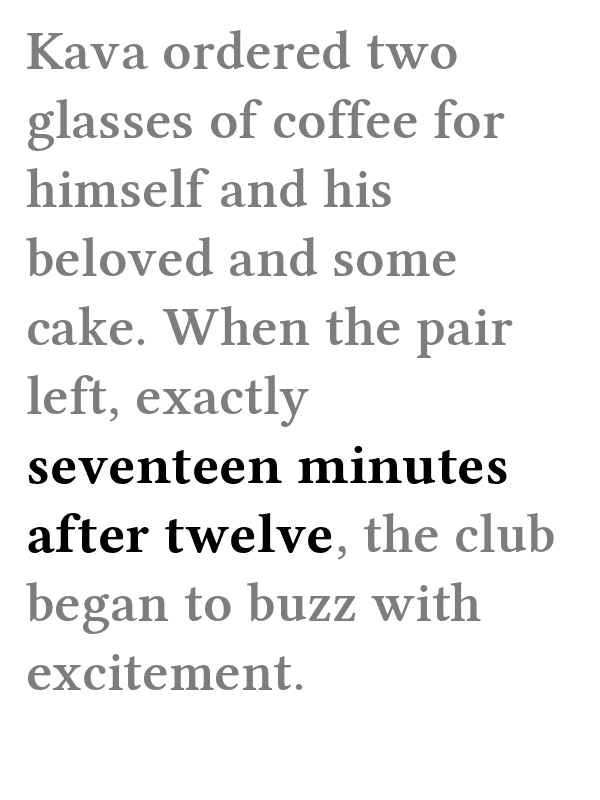 Kava ordered two
glasses of coffee for
himself and his
beloved and some
cake. When the pair
left, exactly
seventeen minutes
after twelve, the club
began to buzz with
excitement.